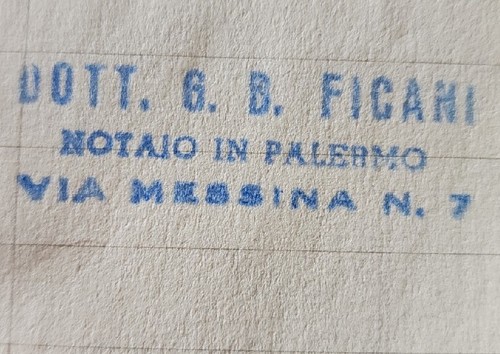 DOTT. G. B. FICANI
NOTAIO IN PALERMO
VIA MESSINA N. 7